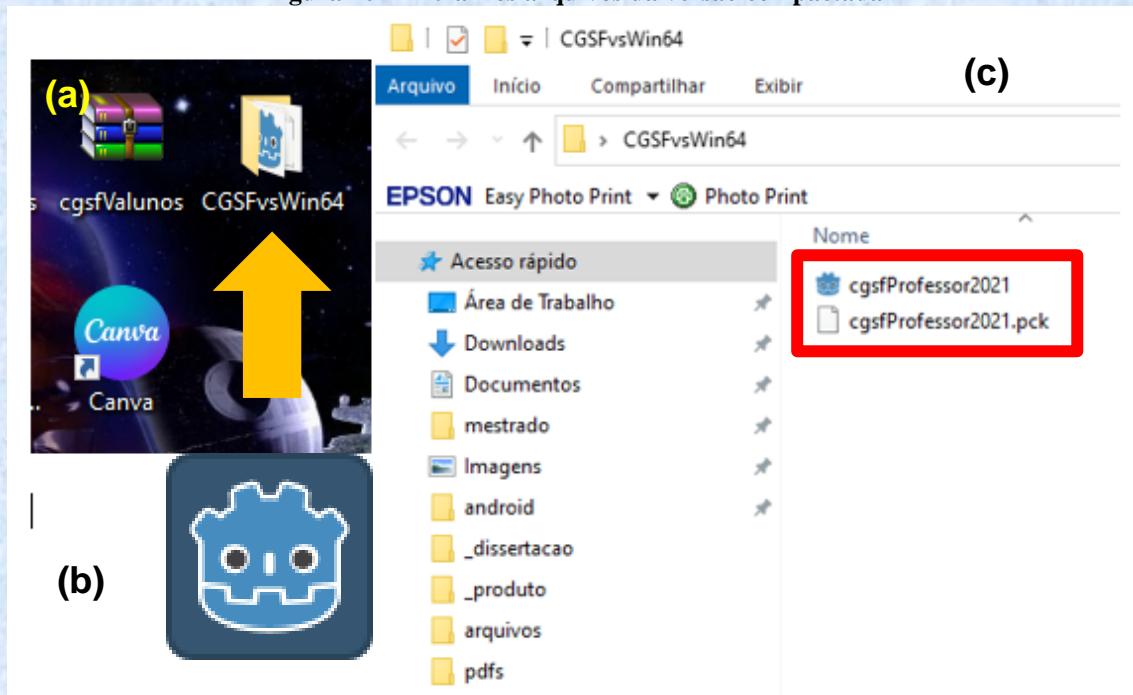 CGSFvsWin64
(a)
(c)
Arquivo Início Compartilhar Exibir
CGSFvsWin64
cgsfValunos CGSFvsWin64
EPSON Easy Photo Print Photo Print
Nome
Acesso rápido
cgsfProfessor2021
Área de Trabalho
cgsfProfessor2021.pck
Downloads
Canva
Documentos
Canva
mestrado
Imagens
android
_dissertacao
(b)
_produto
arquivos
pdfs